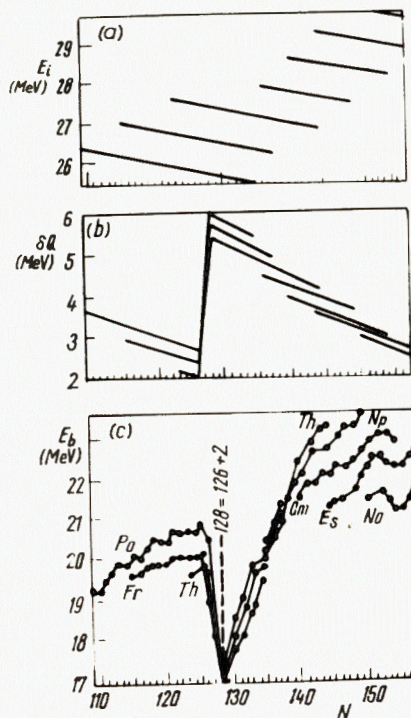 (a)
E_i
(MeV)
29
28
27
26
(b)
δQ
(MeV)
6
5
4
3
2
(c)
E_b
(MeV)
22
21
20
19
18
17
Po
Fr
Th
128 = 126 + 2
Th
Np
Cm
Es
No
110 120 130 140 150 N